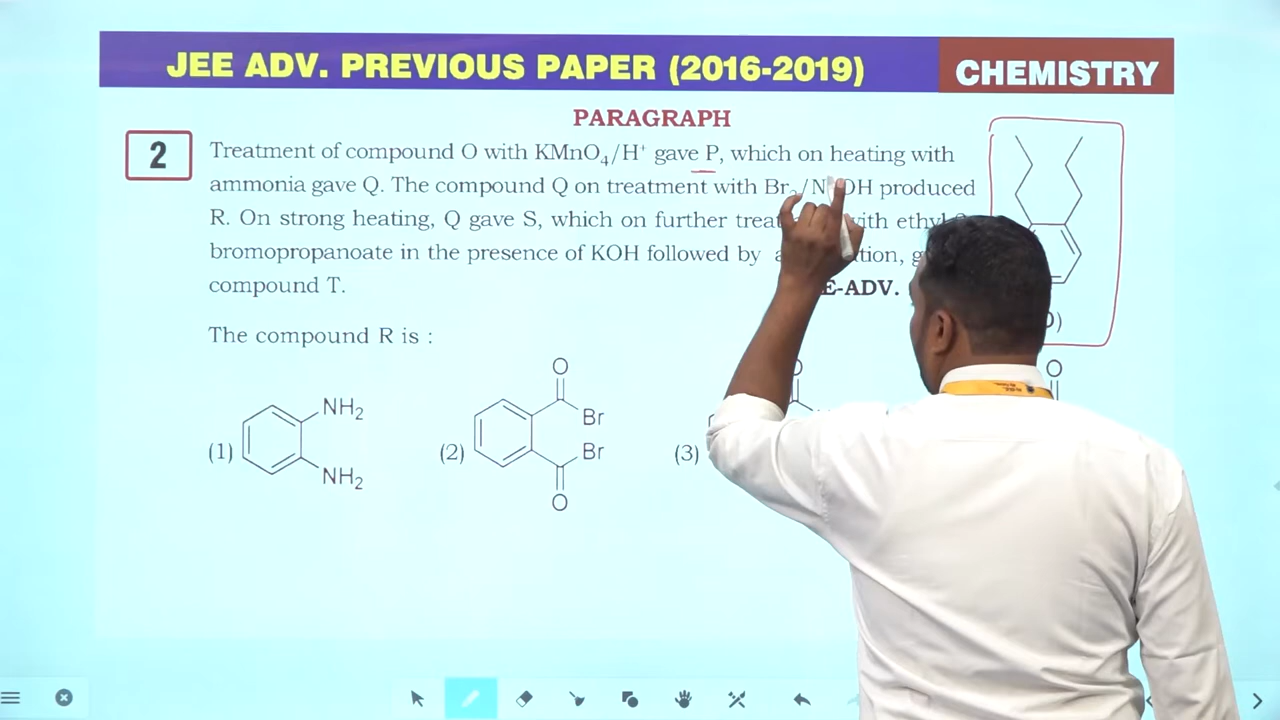 JEE ADV. PREVIOUS PAPER (2016-2019)
CHEMISTRY
PARAGRAPH
2
Treatment of compound O with KMnO₄/H⁺ gave P, which on heating with
ammonia gave Q. The compound Q on treatment with produced
R. On strong heating, Q gave S, which on further with
bromopropanoate in the presence of KOH followed by
compound T.
The compound R is :
(1)
NH₂
NH₂
(2)
O
Br
Br
O
(3)
O
O